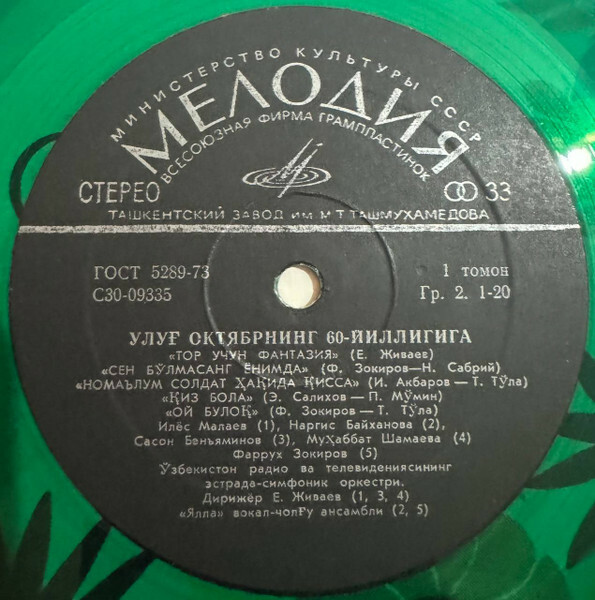 МИНИСТЕРСТВО КУЛЬТУРЫ СССР
МЕЛОДИЯ
ВСЕСОЮЗНАЯ ФИРМА ГРАМПЛАСТИНОК
СТЕРЕО 33
ТАШКЕНТСКИЙ ЗАВОД ИМ. М.Т.ТАШМУХАМЕДОВА
ГОСТ 5289-73 1 томон
С30-09335 Гр. 2. 1-20
УЛУҒ ОКТЯБРНИНГ 60-ЙИЛЛИГИГА
«ТОР УЧУН ФАНТАЗИЯ» (Е. Живаев)
«СЕН БЎЛМАСАНГ ЁНИМДА» (Ф. Зокиров—Н. Сабрий)
«НОМАЪЛУМ СОЛДАТ ҲАҚИДА ҚИССА» (И. Акбаров — Т. Тўла)
«ҚИЗ БОЛА» (Э. Салихов — П. Мўмин)
«ОЙ БУЛОҚ» (Ф. Зокиров — Т. Тўла)
Илёс Малаев (1), Наргис Байханова (2),
Сасон Бенъяминов (3), Муҳаббат Шамаева (4)
Фаррух Зокиров (5)
Ўзбекистон радио ва телевидениясининг
эстрада-симфоник оркестри.
Дирижёр Е. Живаев (1, 3, 4)
«Ялла» вокал-чолғу ансамбли (2, 5)